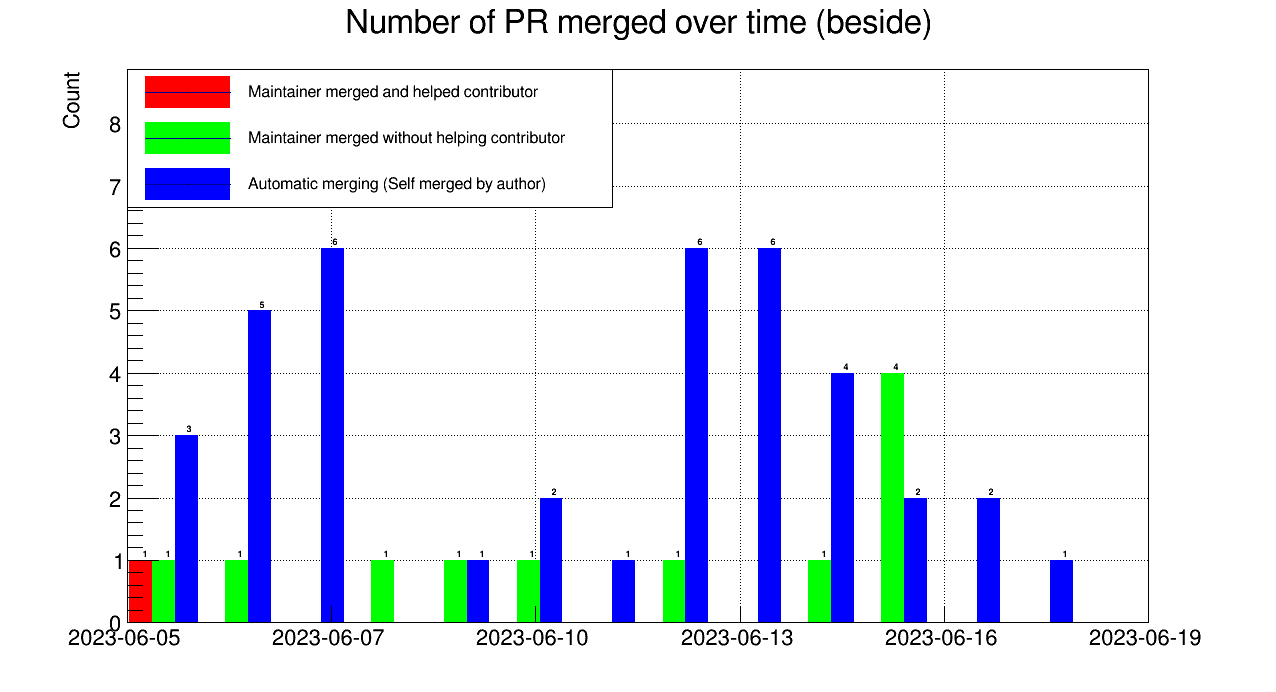 Number of PR merged over time (beside)
Count
Maintainer merged and helped contributor
Maintainer merged without helping contributor
Automatic merging (Self merged by author)
8
7
6
5
4
3
2
1
0
1 1 3 1 5 6 1 1 1 1 2 1 1 6 6 1 4 4 2 2 1
2023-06-05 2023-06-07 2023-06-10 2023-06-13 2023-06-16 2023-06-19